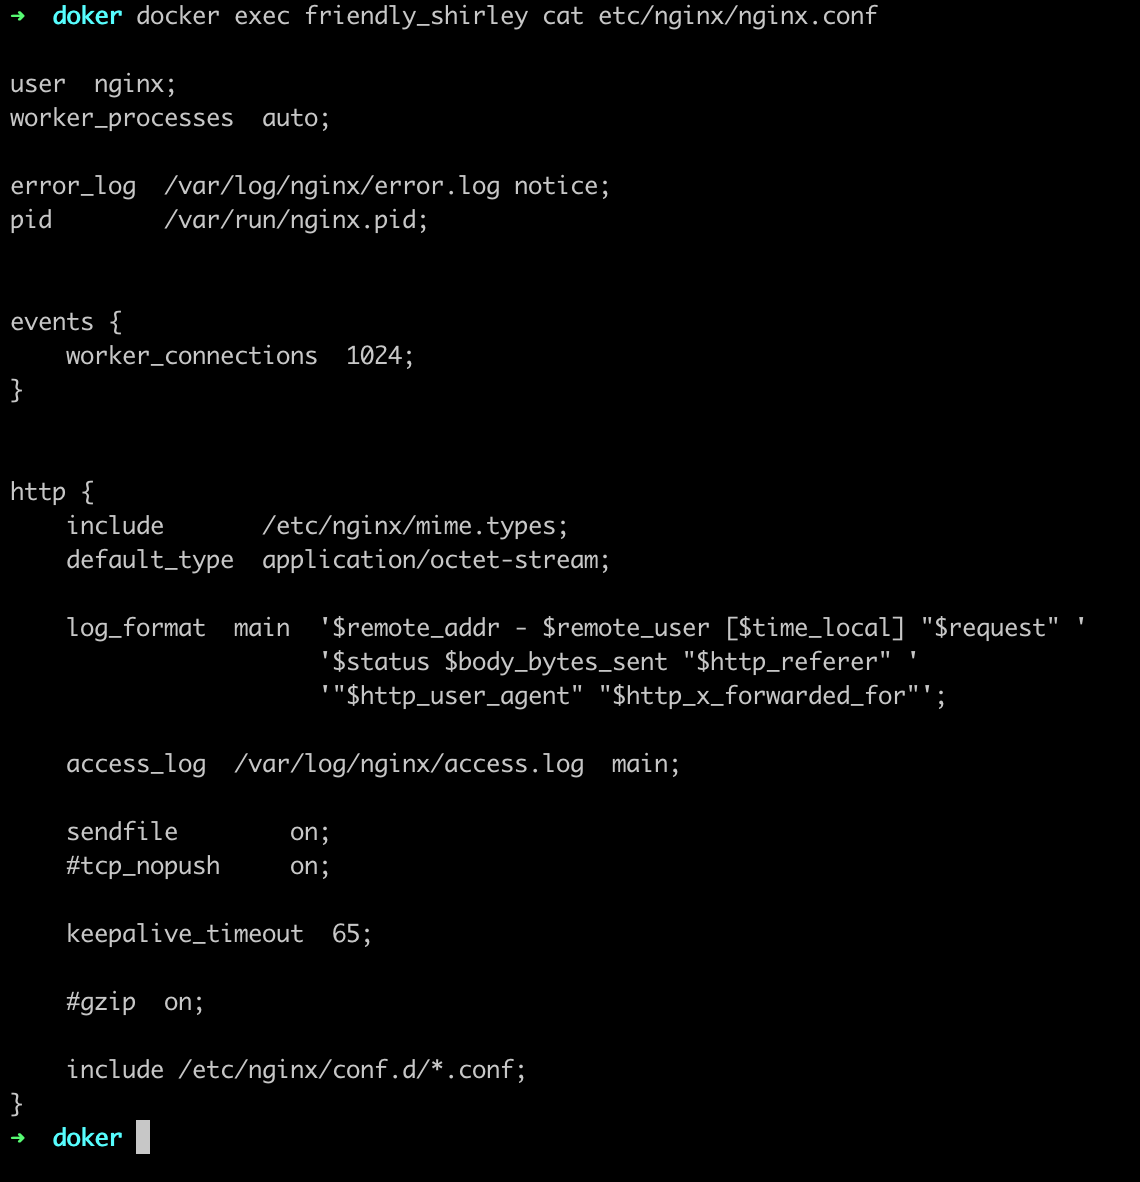 ➜  doker docker exec friendly_shirley cat etc/nginx/nginx.conf

user  nginx;
worker_processes  auto;

error_log  /var/log/nginx/error.log notice;
pid        /var/run/nginx.pid;


events {
    worker_connections  1024;
}


http {
    include       /etc/nginx/mime.types;
    default_type  application/octet-stream;

    log_format  main  '$remote_addr - $remote_user [$time_local] "$request" '
                      '$status $body_bytes_sent "$http_referer" '
                      '"$http_user_agent" "$http_x_forwarded_for"';

    access_log  /var/log/nginx/access.log  main;

    sendfile        on;
    #tcp_nopush     on;

    keepalive_timeout  65;

    #gzip  on;

    include /etc/nginx/conf.d/*.conf;
}
➜  doker